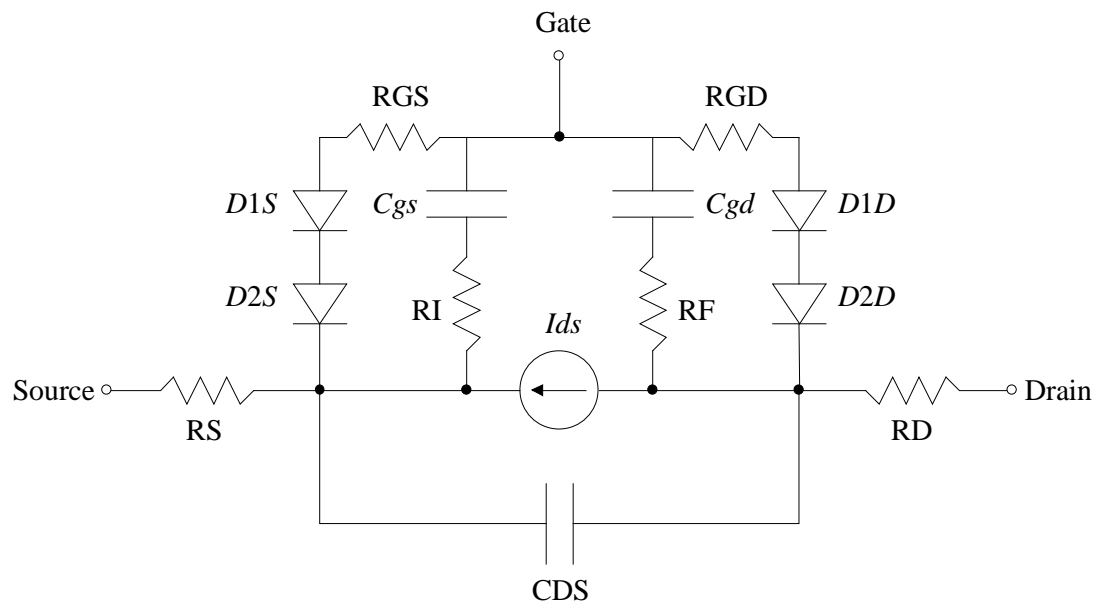 Gate
RGS
RGD
D1S
Cgs
Cgd
D1D
D2S
RI
Ids
RF
D2D
Source
RS
RD
Drain
CDS